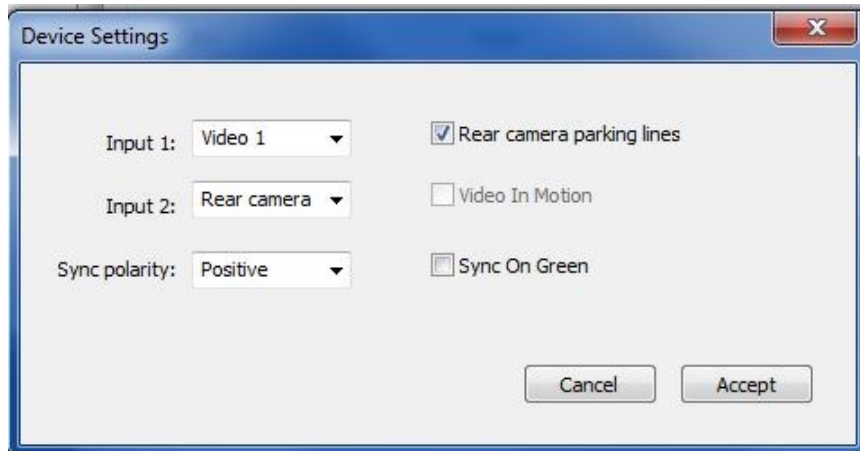 Device Settings
Input 1: Video 1
Rear camera parking lines
Input 2: Rear camera
Video In Motion
Sync polarity: Positive
Sync On Green
Cancel
Accept